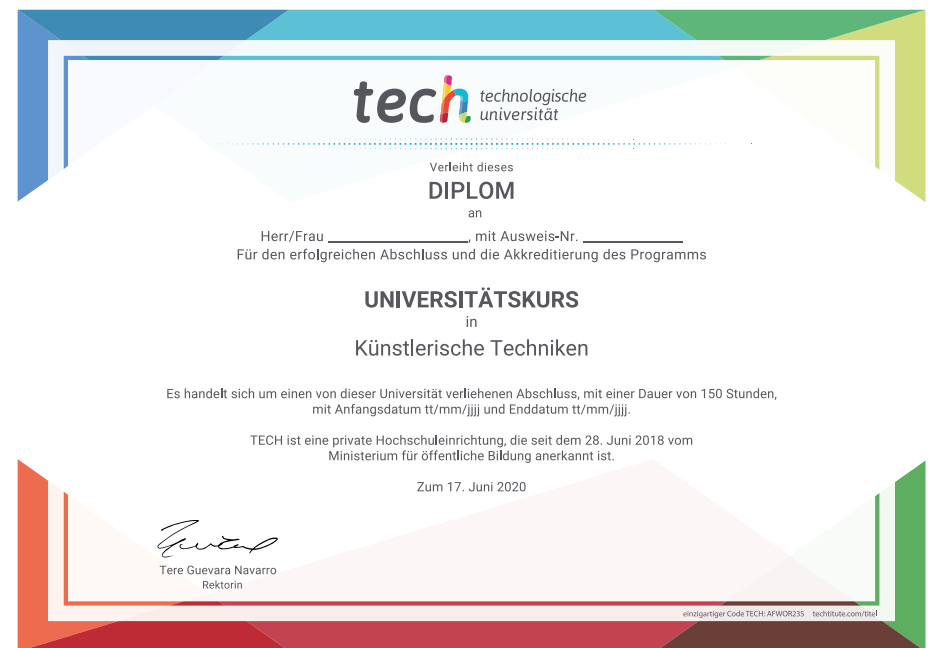 tech technologische
universität
Verleiht dieses
DIPLOM
an
Herr/Frau ______________, mit Ausweis-Nr. __________
Für den erfolgreichen Abschluss und die Akkreditierung des Programms
UNIVERSITÄTSKURS
in
Künstlerische Techniken
Es handelt sich um einen von dieser Universität verliehenen Abschluss, mit einer Dauer von 150 Stunden,
mit Anfangsdatum tt/mm/jjjj und Enddatum tt/mm/jjjj.
TECH ist eine private Hochschuleinrichtung, die seit dem 28. Juni 2018 vom
Ministerium für öffentliche Bildung anerkannt ist.
Zum 17. Juni 2020
Tere Guevara Navarro
Rektorin
einzigartiger Code TECH: AFWOR23S techtitute.com/titel